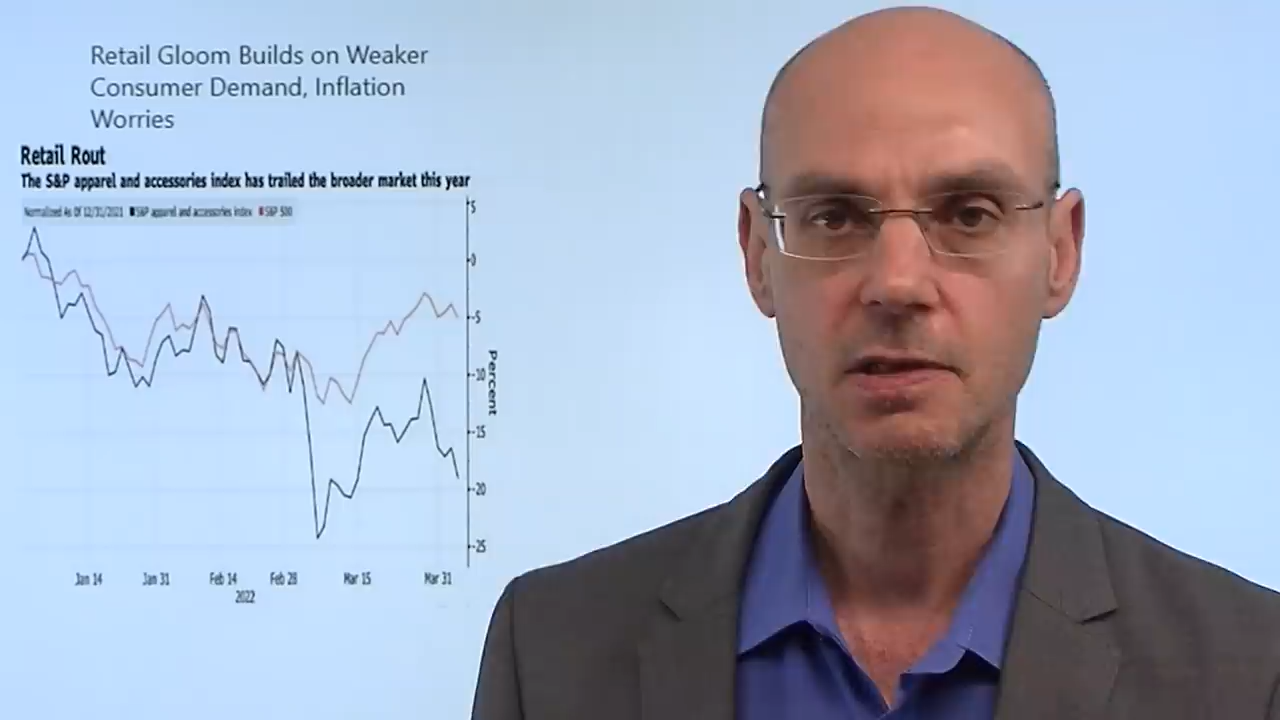 Retail Gloom Builds on Weaker
Consumer Demand, Inflation
Worries
Retail Rout
The S&P apparel and accessories index has trailed the broader market this year
Normalized As Of 12/31/2021 S&P apparel and accessories index S&P 500
5
0
-5
-10
-15
-20
-25
Percent
Jan 14 Jan 31 Feb 14 Feb 28 Mar 15 Mar 31
2022